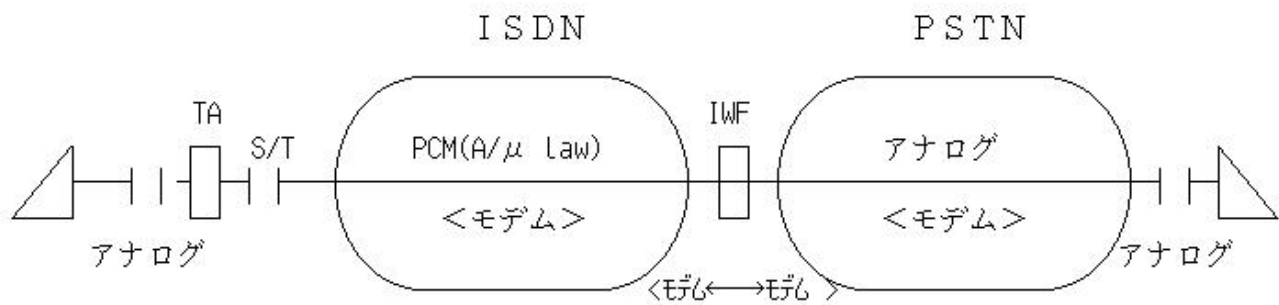 ＩＳＤＮ ＰＳＴＮ
TA IWF
S/T PCM(A/μ law) アナログ
＜モデム＞ ＜モデム＞
アナログ アナログ
<ﾓﾃﾞﾑ←→ﾓﾃﾞﾑ >